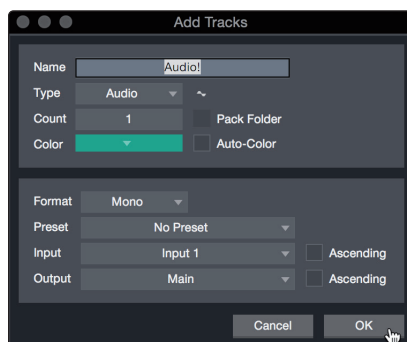 Add Tracks
Name Audio!
Type Audio
Count 1 Pack Folder
Color Auto-Color
Format Mono
Preset No Preset
Input Input 1 Ascending
Output Main Ascending
Cancel OK